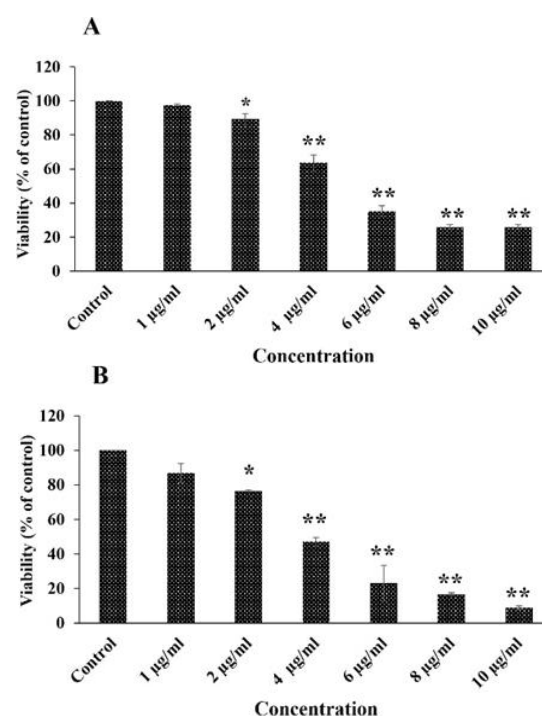 A
Viability (% of control)
120
100
80
60
40
20
0
*
**
**
**
**
Control
1 μg/ml
2 μg/ml
4 μg/ml
6 μg/ml
8 μg/ml
10 μg/ml
Concentration
B
Viability (% of control)
120
100
80
60
40
20
0
*
**
**
**
**
Control
1 μg/ml
2 μg/ml
4 μg/ml
6 μg/ml
8 μg/ml
10 μg/ml
Concentration